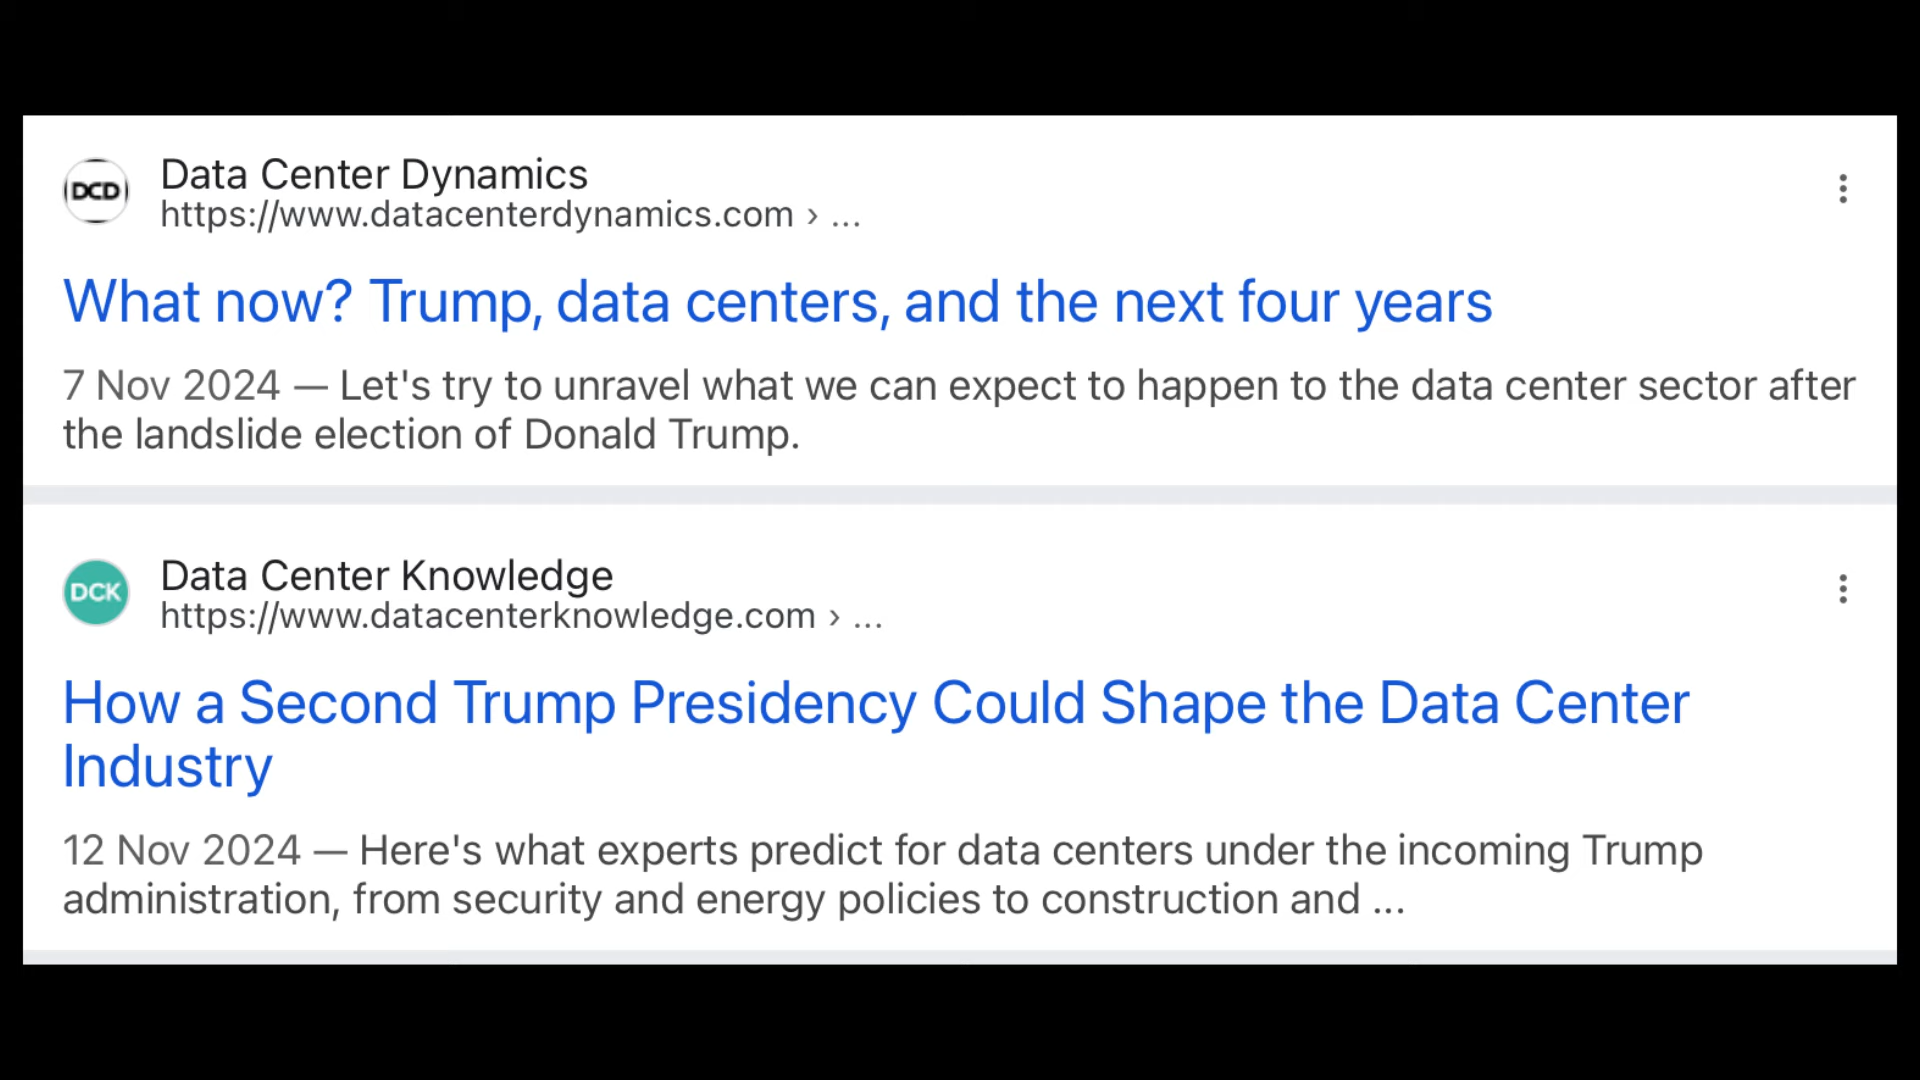 DCD
Data Center Dynamics
https://www.datacenterdynamics.com › ...
What now? Trump, data centers, and the next four years
7 Nov 2024 — Let's try to unravel what we can expect to happen to the data center sector after
the landslide election of Donald Trump.
DCK
Data Center Knowledge
https://www.datacenterknowledge.com › ...
How a Second Trump Presidency Could Shape the Data Center
Industry
12 Nov 2024 — Here's what experts predict for data centers under the incoming Trump
administration, from security and energy policies to construction and ...